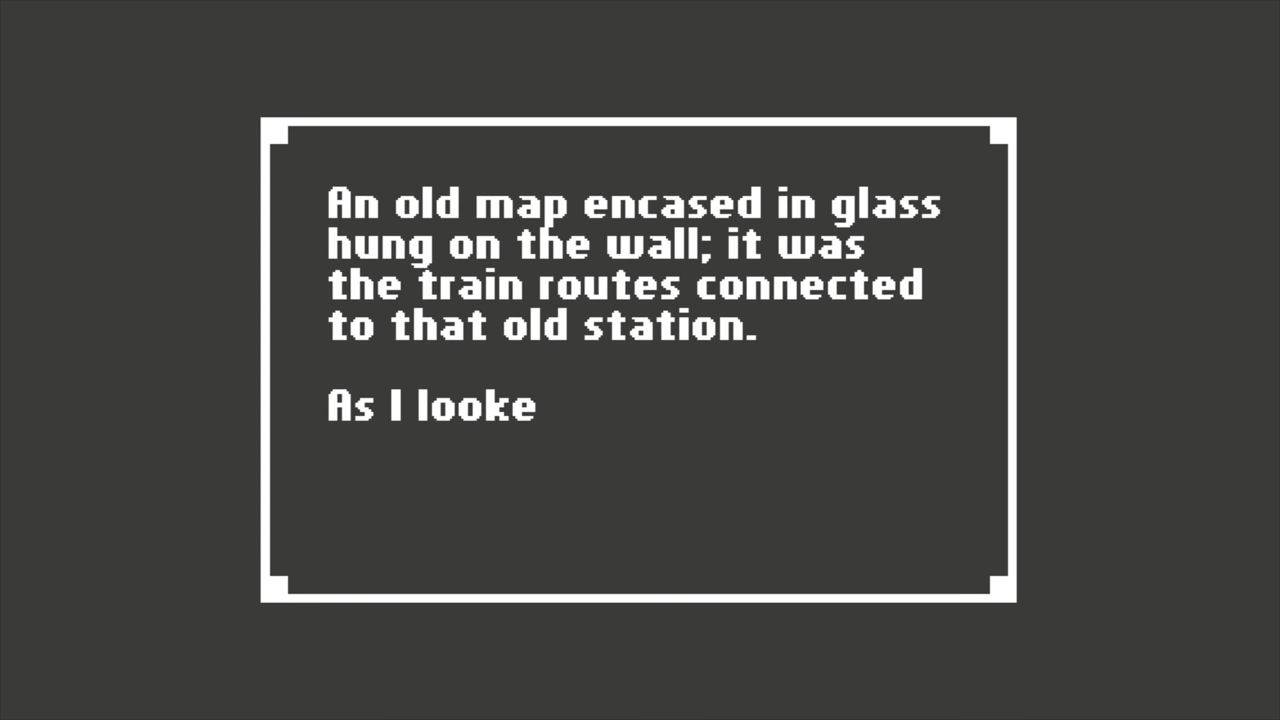 An old map encased in glass
hung on the wall; it was
the train routes connected
to that old station.
As I looke